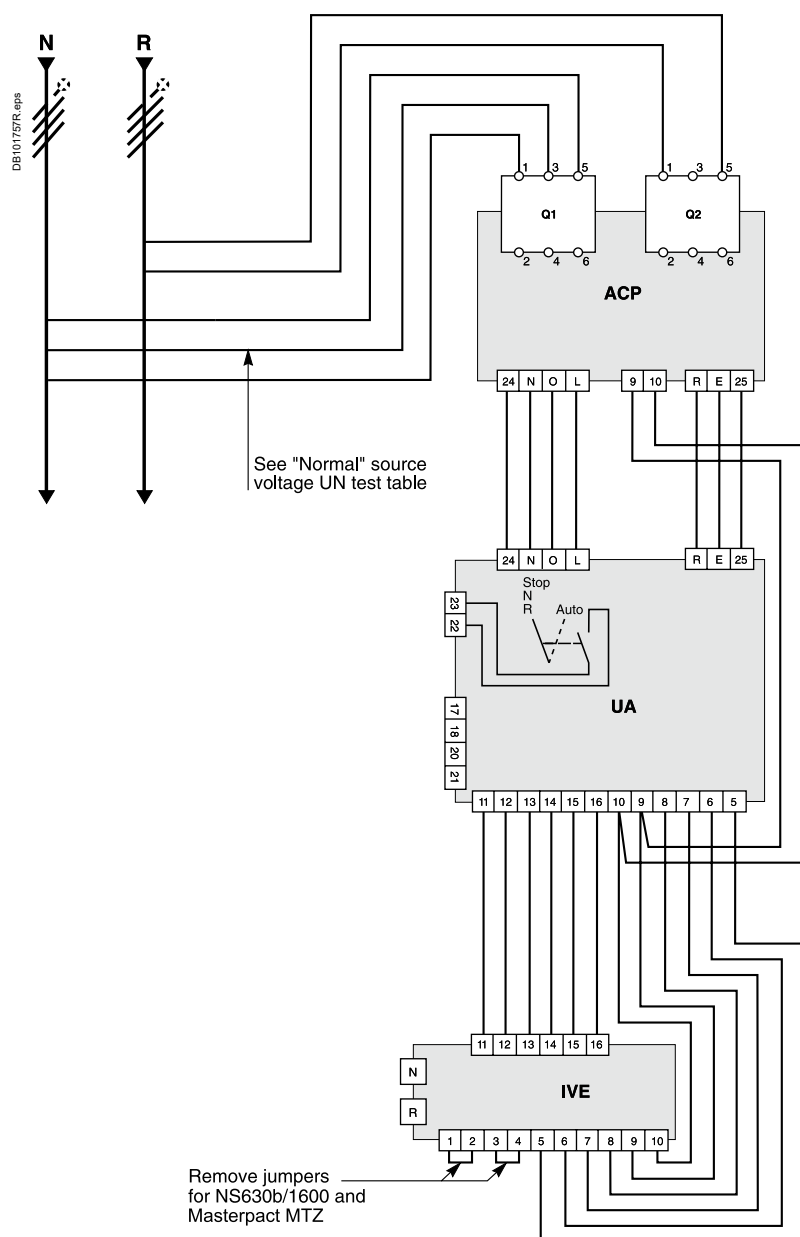 N R
DB101757R.eps
1 3 5 1 3 5
Q1 Q2
2 4 6 2 4 6
ACP
24 N O L 9 10 R E 25
See "Normal" source
voltage UN test table
24 N O L R E 25
Stop
N
R Auto
23
22
UA
17
18
20
21
11 12 13 14 15 16 10 9 8 7 6 5
11 12 13 14 15 16
N
IVE
R
1 2 3 4 5 6 7 8 9 10
Remove jumpers
for NS630b/1600 and
Masterpact MTZ